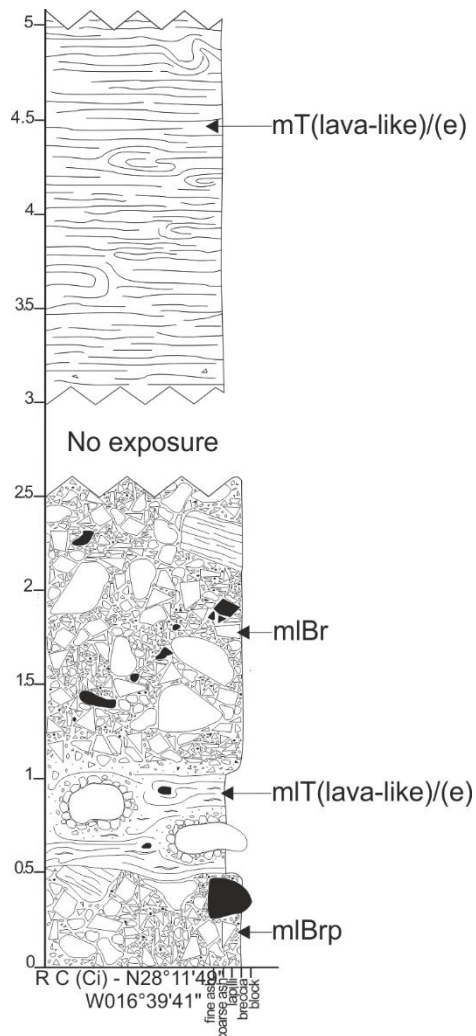 5
4.5
mT(lava-like)/(e)
4
3.5
3
No exposure
2.5
2
mlBr
1.5
1
mlT(lava-like)/(e)
0.5
mlBrp
0
R C (Ci) - N28°11'49"
W016°39'41"
fine ash
coarse ash
lapilli
breccia
block